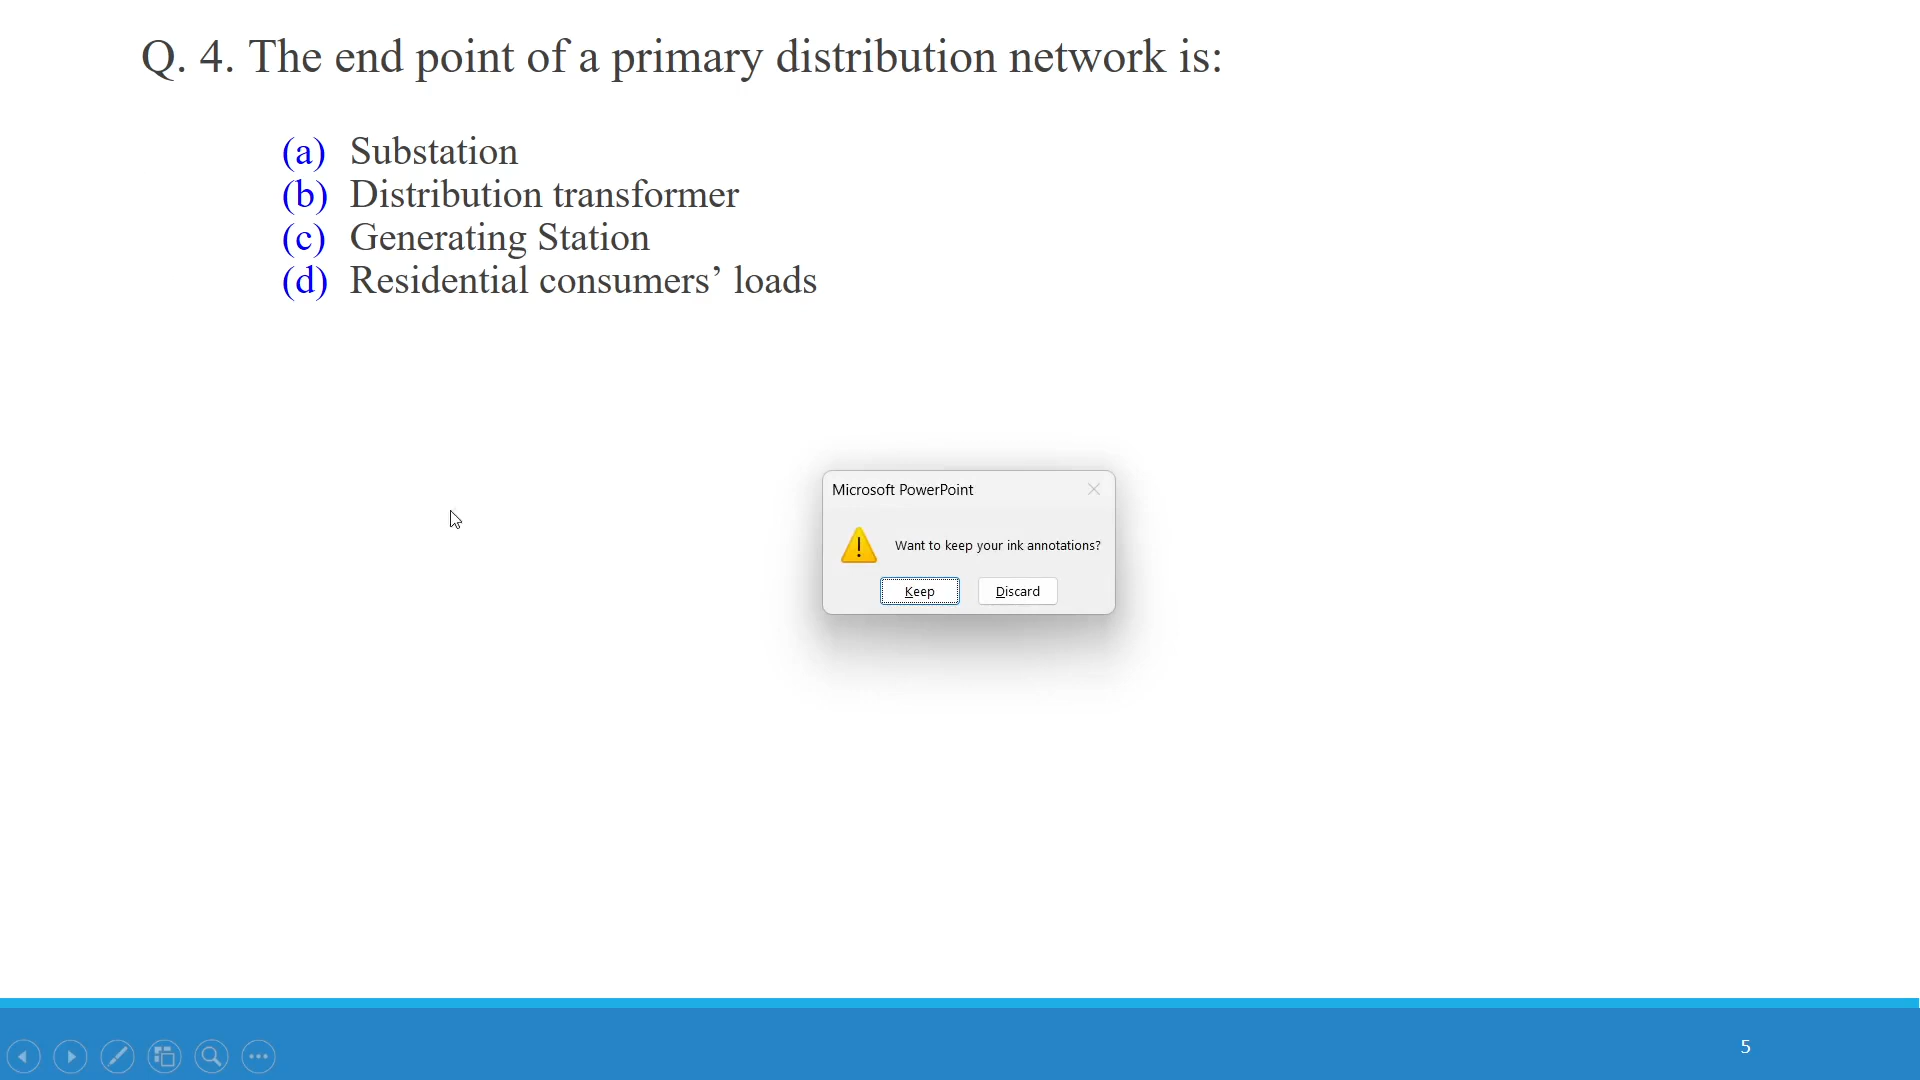 Q. 4. The end point of a primary distribution network is:
(a) Substation
(b) Distribution transformer
(c) Generating Station
(d) Residential consumers’ loads
Microsoft PowerPoint
Want to keep your ink annotations?
Keep Discard
5